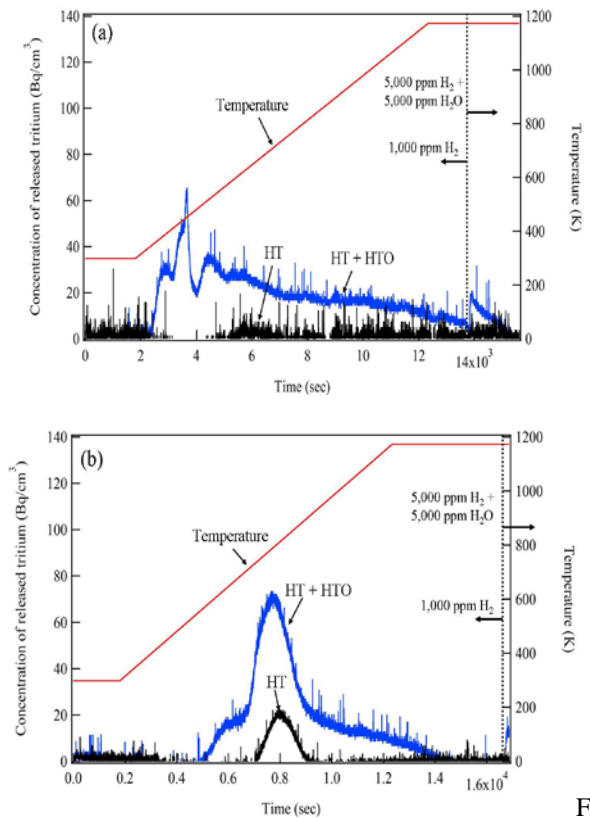 (a)
Concentration of released tritium (Bq/cm³)
140
120
100
80
60
40
20
0
Temperature
HT
HT + HTO
5,000 ppm H₂ +
5,000 ppm H₂O
1,000 ppm H₂
1200
1000
800
600
400
200
0
Temperature (K)
0 2 4 6 8 10 12 14x10³
Time (sec)
(b)
Concentration of released tritium (Bq/cm³)
140
120
100
80
60
40
20
0
Temperature
HT + HTO
HT
5,000 ppm H₂ +
5,000 ppm H₂O
1,000 ppm H₂
1200
1000
800
600
400
200
0
Temperature (K)
0.0 0.2 0.4 0.6 0.8 1.0 1.2 1.4 1.6x10⁴
Time (sec)
F